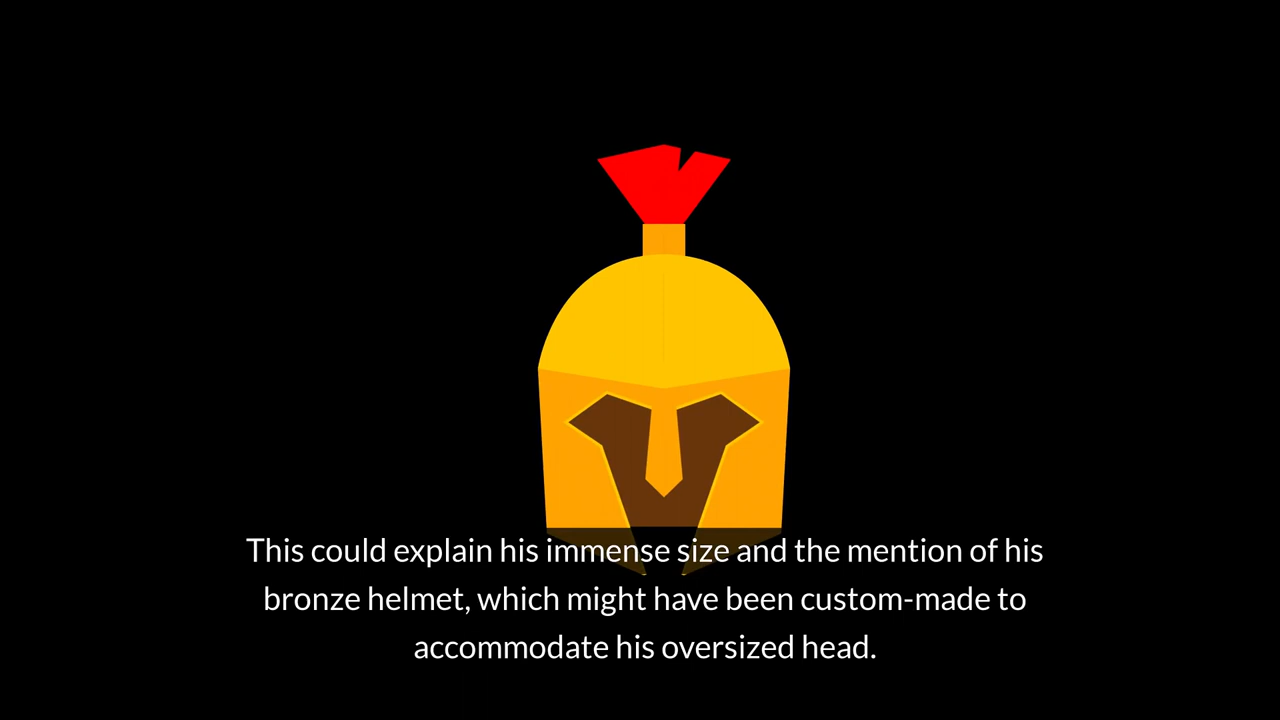 This could explain his immense size and the mention of his
bronze helmet, which might have been custom-made to
accommodate his oversized head.